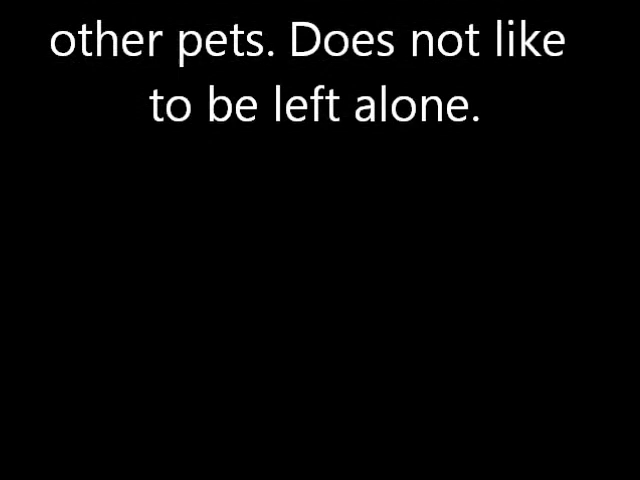 other pets. Does not like
to be left alone.